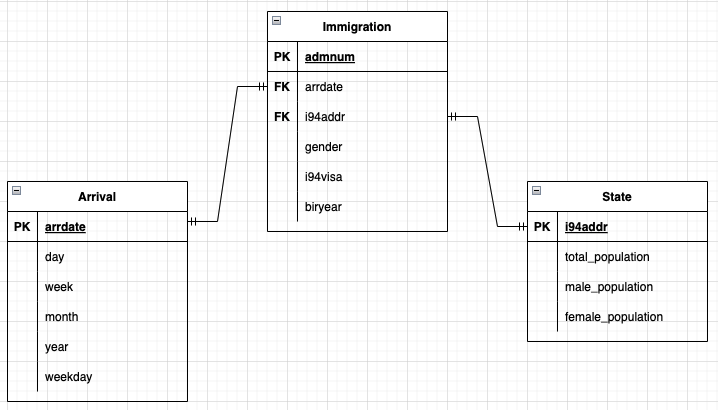 Immigration
PK admnum
FK arrdate
FK i94addr
gender
i94visa
biryear
Arrival
PK arrdate
day
week
month
year
weekday
State
PK i94addr
total_population
male_population
female_population